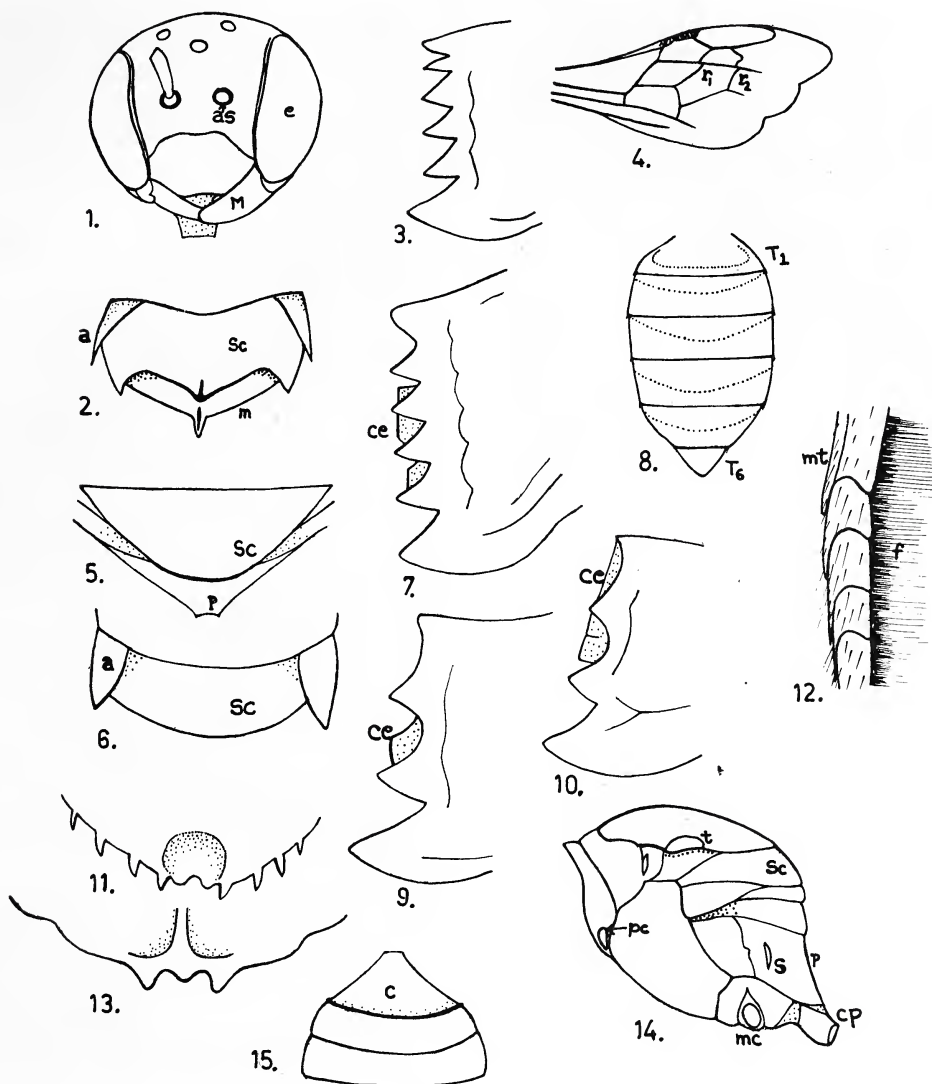 as
e
M
1.
3.
r1 r2
4.
a
Sc
m
2.
T1
T6
8.
ce
7.
Sc
p
5.
a
Sc
6.
mt
f
12.
ce
10.
ce
9.
11.
13.
t
Sc
pc
S
p
mc
cp
14.
c
15.